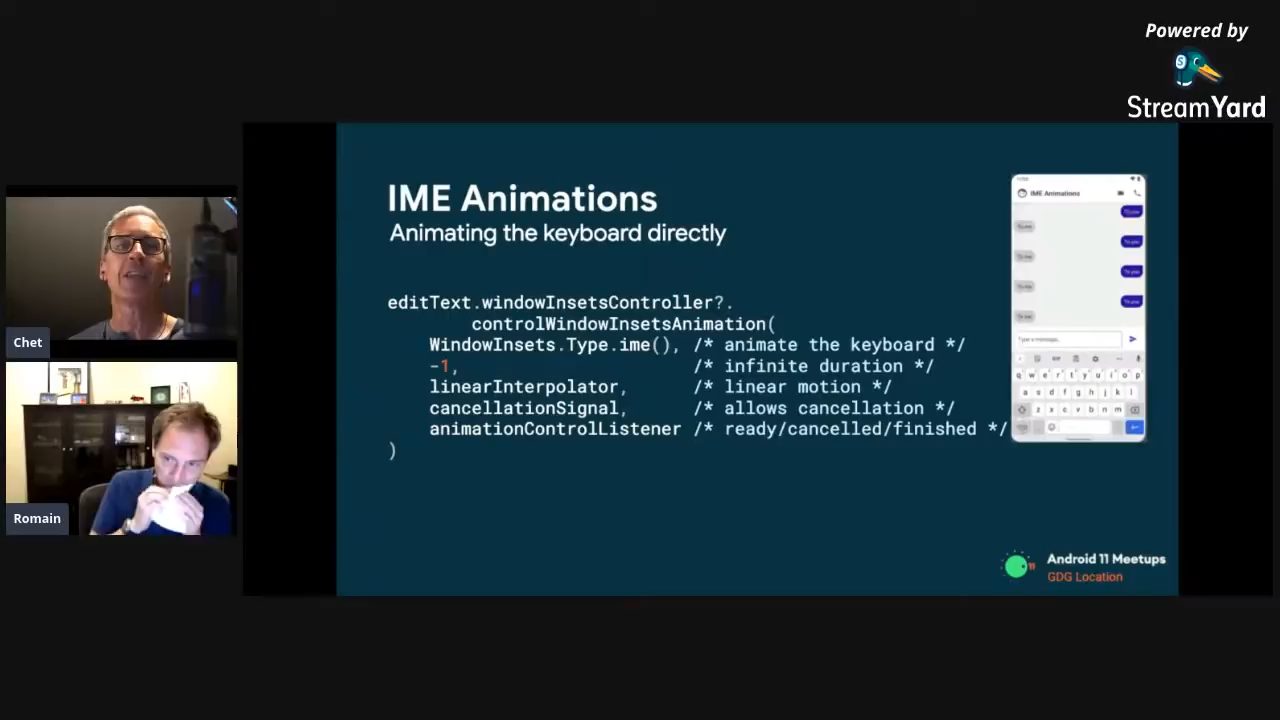 Powered by
StreamYard
IME Animations
Animating the keyboard directly
editText.windowInsetsController?.
controlWindowInsetsAnimation(
WindowInsets.Type.ime(), /* animate the keyboard */
-1, /* infinite duration */
linearInterpolator, /* linear motion */
cancellationSignal, /* allows cancellation */
animationControlListener /* ready/cancelled/finished */
)
IME Animations
Type a message...
q w e r t y u i o p
a s d f g h j k l
z x c v b n m
Chet
Romain
Android 11 Meetups
GDG Location